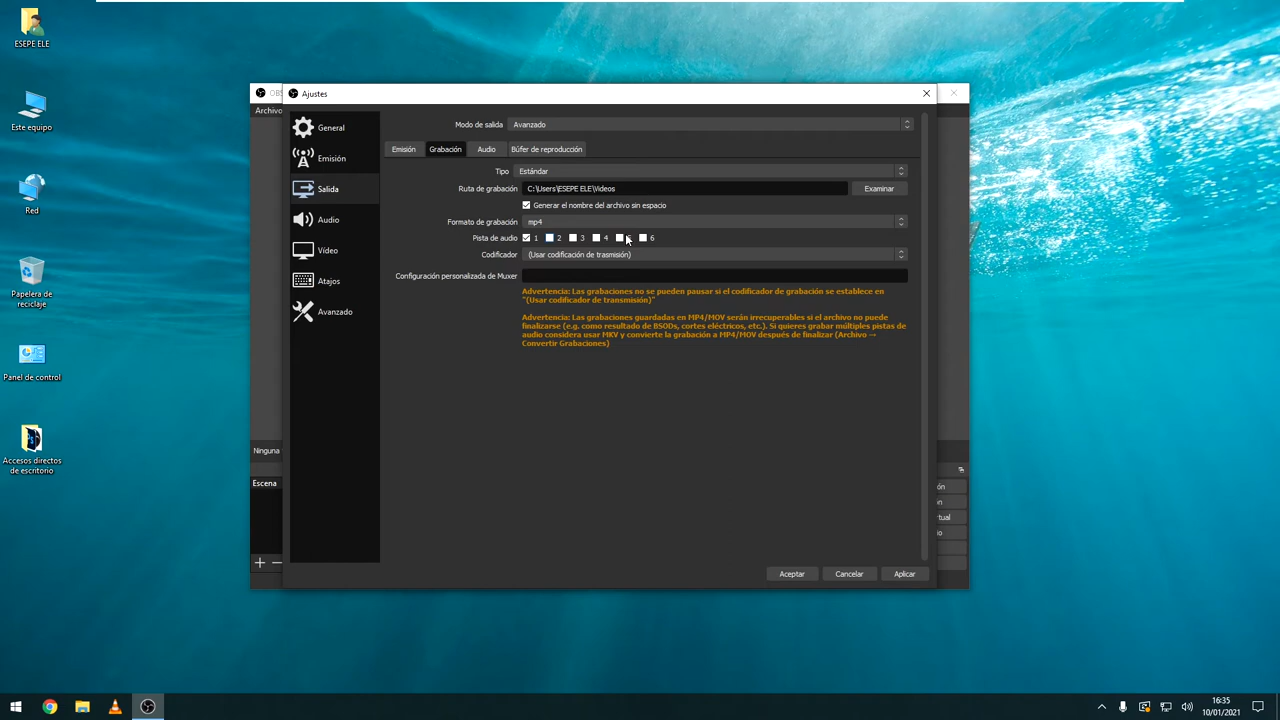 ESEPE ELE
Este equipo
Red
Papelera de
reciclaje
Panel de control
Accesos directos
de escritorio
OBS
Archivo
Ninguna
Escena
Ajustes
General
Emisión
Salida
Audio
Vídeo
Atajos
Avanzado
Modo de salida Avanzado
Emisión Grabación Audio Búfer de reproducción
Tipo Estándar
Ruta de grabación C:\Users\ESEPE ELE\Videos Examinar
Generar el nombre del archivo sin espacio
Formato de grabación mp4
Pista de audio 1 2 3 4 6
Codificador (Usar codificación de trasmisión)
Configuración personalizada de Muxer
Advertencia: Las grabaciones no se pueden pausar si el codificador de grabación se establece en
"(Usar codificador de transmisión)"
Advertencia: Las grabaciones guardadas en MP4/MOV serán irrecuperables si el archivo no puede
finalizarse (e.g. como resultado de BSODs, cortes eléctricos, etc.). Si quieres grabar múltiples pistas de
audio considera usar MKV y convierte la grabación a MP4/MOV después de finalizar (Archivo →
Convertir Grabaciones)
Aceptar Cancelar Aplicar
ión
ón
rtual
io
16:35
10/01/2021